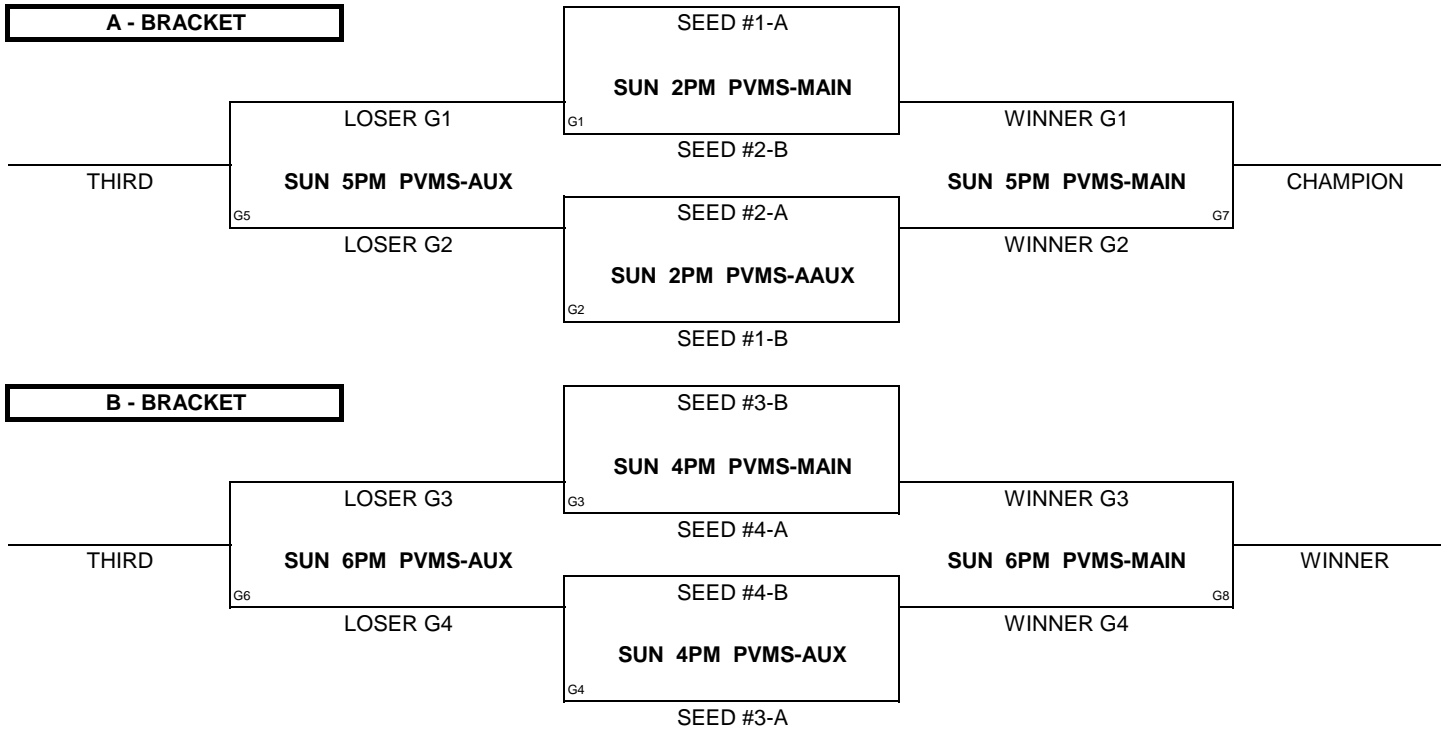 A - BRACKET
SEED #1-A
SUN 2PM PVMS-MAIN
LOSER G1
G1
WINNER G1
SEED #2-B
THIRD
SUN 5PM PVMS-AUX
SUN 5PM PVMS-MAIN
CHAMPION
G5
SEED #2-A
G7
LOSER G2
WINNER G2
SUN 2PM PVMS-AAUX
G2
SEED #1-B
B - BRACKET
SEED #3-B
SUN 4PM PVMS-MAIN
LOSER G3
G3
WINNER G3
SEED #4-A
THIRD
SUN 6PM PVMS-AUX
SUN 6PM PVMS-MAIN
WINNER
G6
SEED #4-B
G8
LOSER G4
WINNER G4
SUN 4PM PVMS-AUX
G4
SEED #3-A